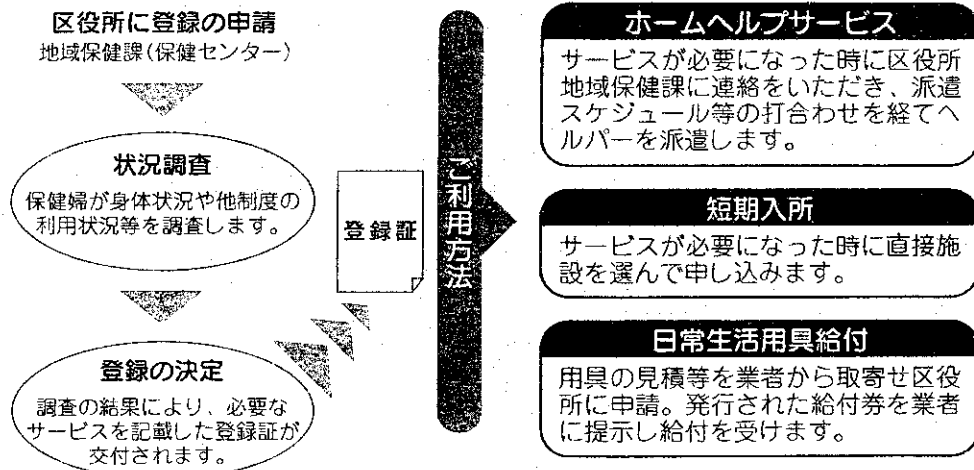 区役所に登録の申請
地域保健課(保健センター)
状況調査
保健婦が身体状況や他制度の
利用状況等を調査します。
登録の決定
調査の結果により、必要な
サービスを記載した登録証が
交付されます。
登録証
ご利用方法
ホームヘルプサービス
サービスが必要になった時に区役所
地域保健課に連絡をいただき、派遣
スケジュール等の打合わせを経てヘ
ルパーを派遣します。
短期入所
サービスが必要になった時に直接施
設を選んで申し込みます。
日常生活用具給付
用具の見積等を業者から取寄せ区役
所に申請。発行された給付券を業者
に提示し給付を受けます。